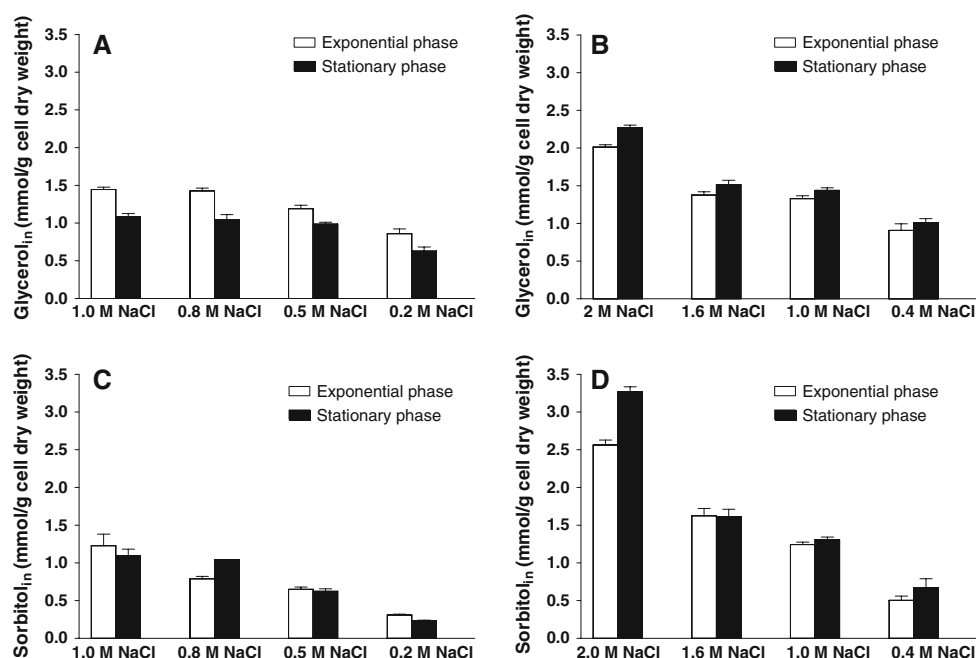 A
Exponential phase
Stationary phase
Glycerolin (mmol/g cell dry weight)
3.5
3.0
2.5
2.0
1.5
1.0
0.5
0.0
1.0 M NaCl 0.8 M NaCl 0.5 M NaCl 0.2 M NaCl
B
Exponential phase
Stationary phase
Glycerolin (mmol/g cell dry weight)
3.5
3.0
2.5
2.0
1.5
1.0
0.5
0.0
2 M NaCl 1.6 M NaCl 1.0 M NaCl 0.4 M NaCl
C
Exponential phase
Stationary phase
Sorbitolin (mmol/g cell dry weight)
3.5
3.0
2.5
2.0
1.5
1.0
0.5
0.0
1.0 M NaCl 0.8 M NaCl 0.5 M NaCl 0.2 M NaCl
D
Exponential phase
Stationary phase
Sorbitolin (mmol/g cell dry weight)
3.5
3.0
2.5
2.0
1.5
1.0
0.5
0.0
2.0 M NaCl 1.6 M NaCl 1.0 M NaCl 0.4 M NaCl